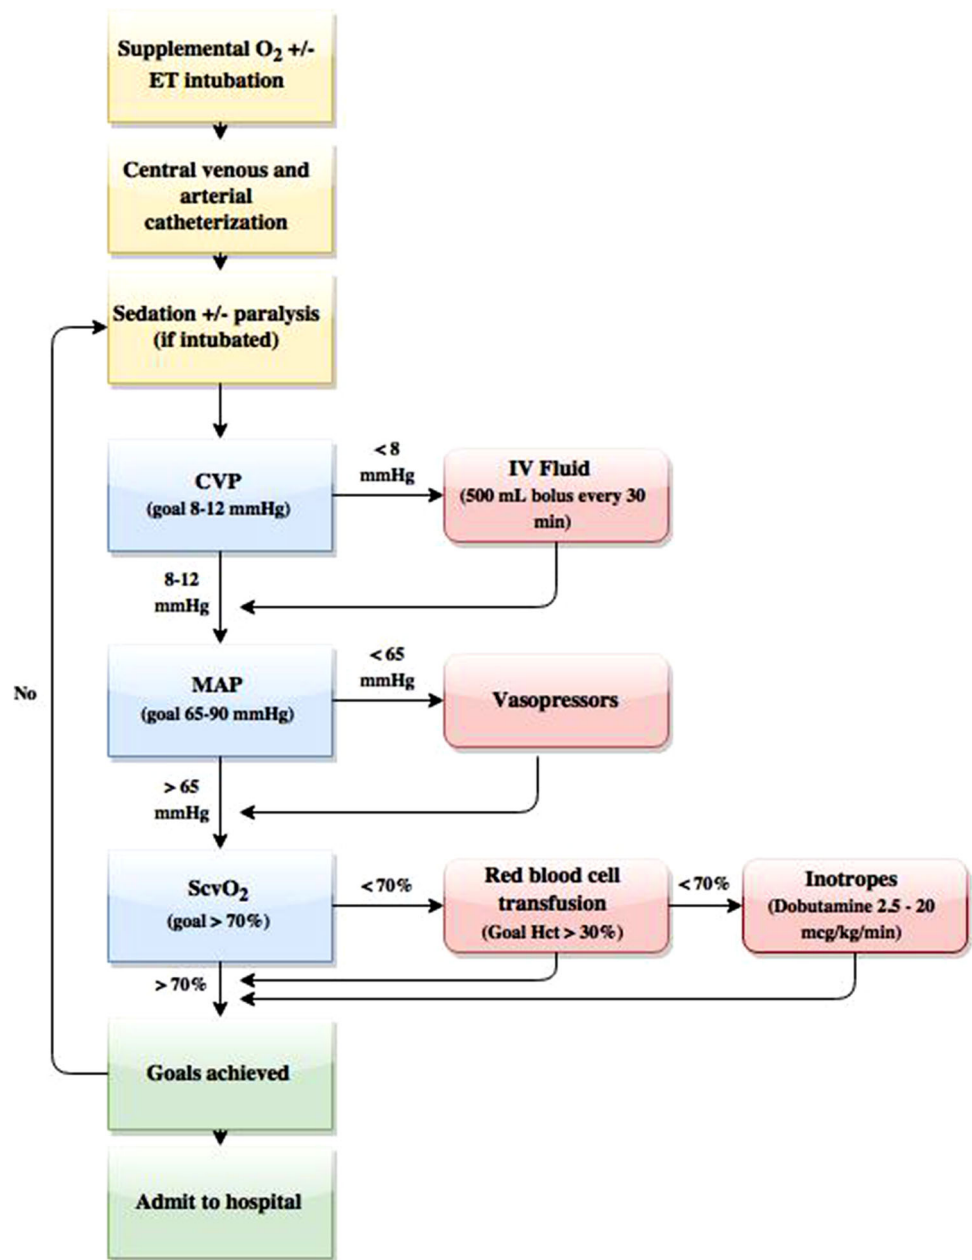 Supplemental O₂ +/-
ET intubation
Central venous and
arterial
catheterization
Sedation +/- paralysis
(if intubated)
CVP
(goal 8-12 mmHg)
< 8
mmHg
IV Fluid
(500 mL bolus every 30
min)
8-12
mmHg
MAP
(goal 65-90 mmHg)
< 65
mmHg
Vasopressors
No
> 65
mmHg
ScvO₂
(goal > 70%)
< 70%
Red blood cell
transfusion
(Goal Hct > 30%)
< 70%
Inotropes
(Dobutamine 2.5 - 20
mcg/kg/min)
> 70%
Goals achieved
Admit to hospital